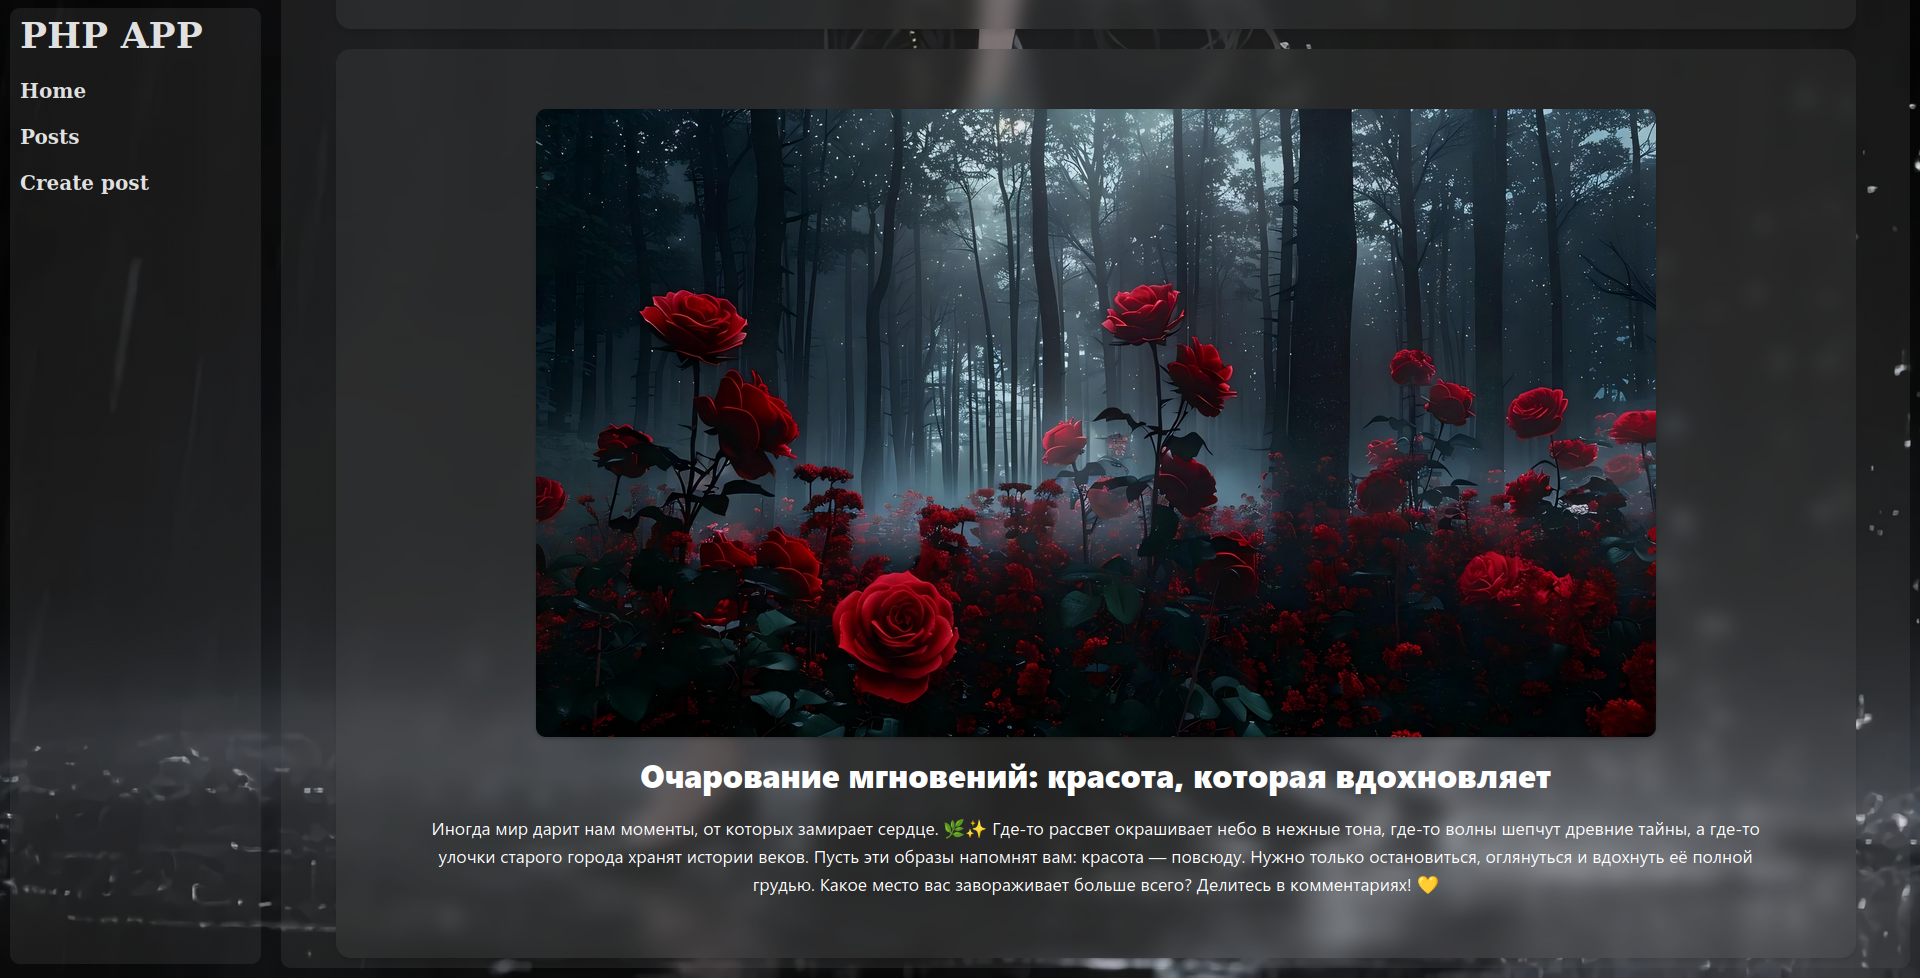 PHP APP
Home
Posts
Create post
Очарование мгновений: красота, которая вдохновляет
Иногда мир дарит нам моменты, от которых замирает сердце. 🌿✨ Где-то рассвет окрашивает небо в нежные тона, где-то волны шепчут древние тайны, а где-то
улочки старого города хранят истории веков. Пусть эти образы напомнят вам: красота — повсюду. Нужно только остановиться, оглянуться и вдохнуть её полной
грудью. Какое место вас завораживает больше всего? Делитесь в комментариях! 💛